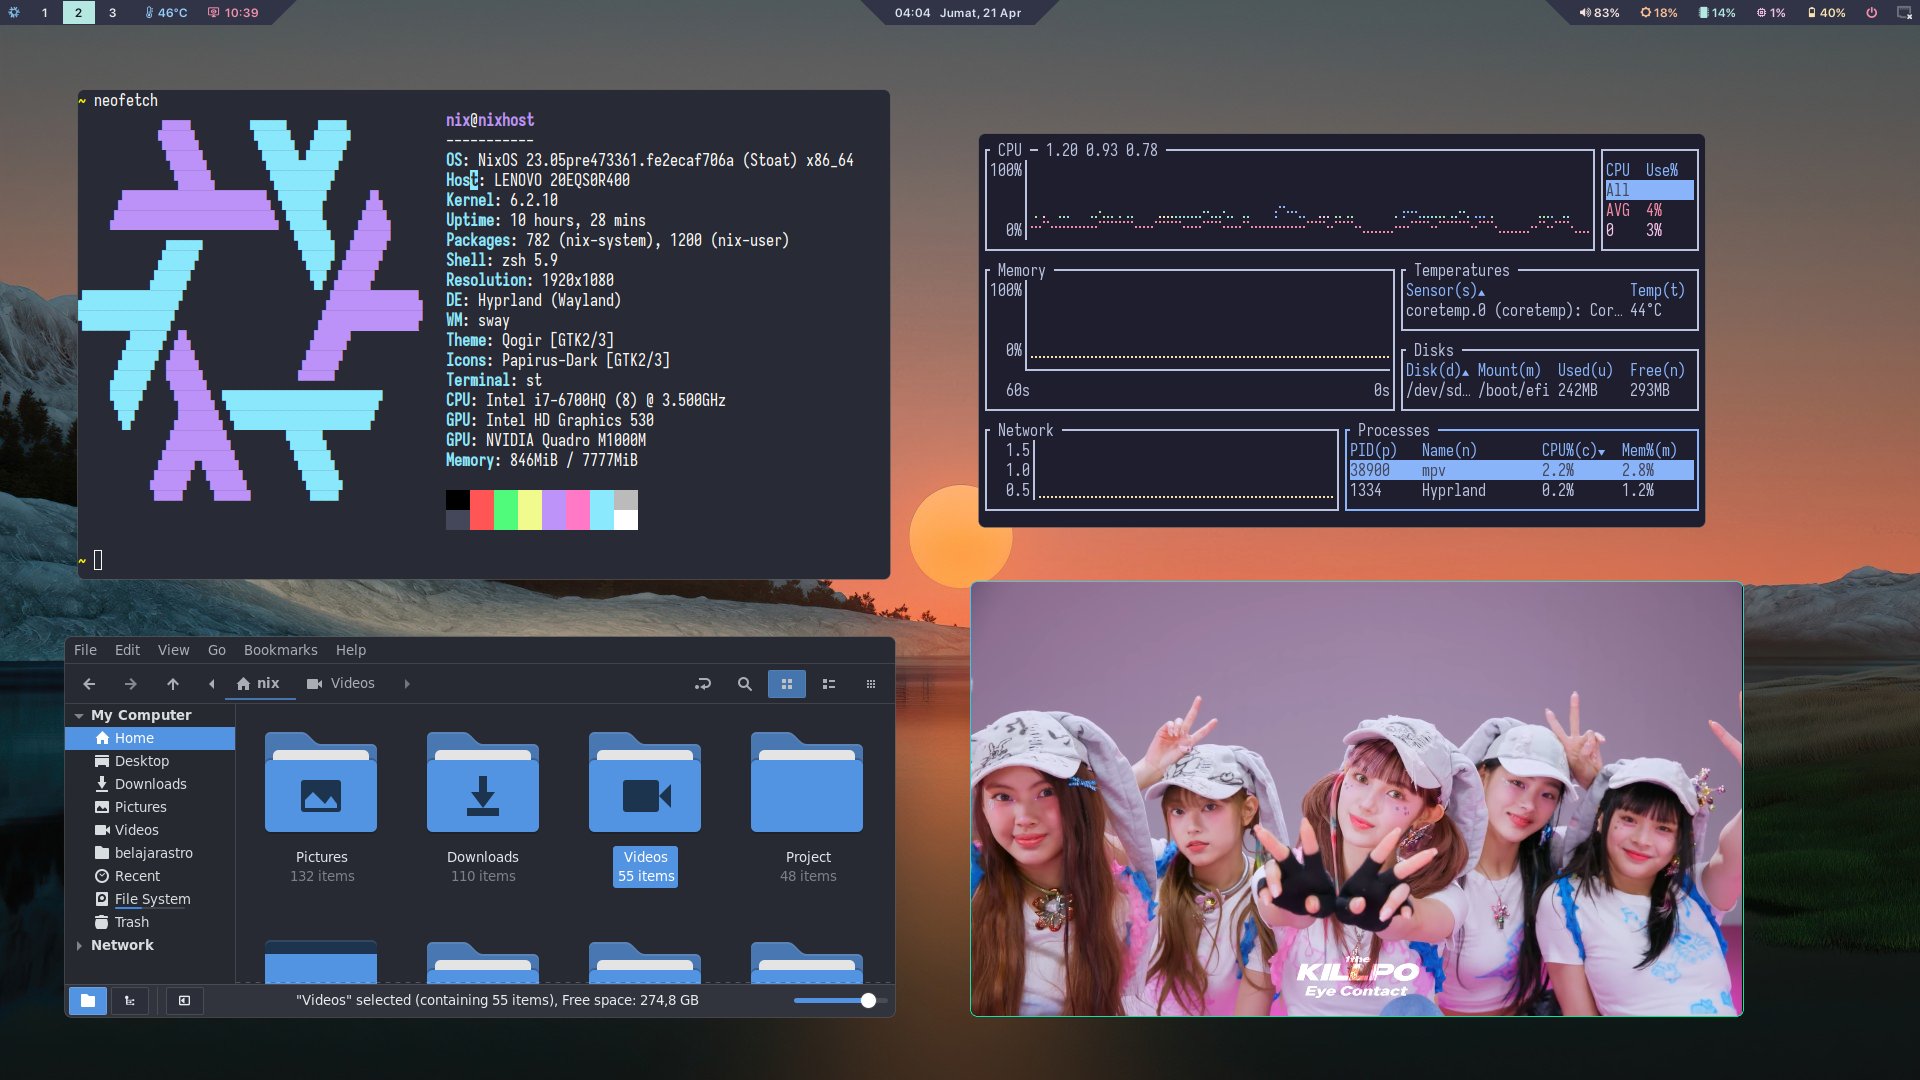 1 2 3 46°C 10:39
04:04 Jumat, 21 Apr
83% 18% 14% 1% 40%
~ neofetch
nix@nixhost
-----------
OS: NixOS 23.05pre473361.fe2ecaf706a (Stoat) x86_64
Host: LENOVO 20EQS0R400
Kernel: 6.2.10
Uptime: 10 hours, 28 mins
Packages: 782 (nix-system), 1200 (nix-user)
Shell: zsh 5.9
Resolution: 1920x1080
DE: Hyprland (Wayland)
WM: sway
Theme: Qogir [GTK2/3]
Icons: Papirus-Dark [GTK2/3]
Terminal: st
CPU: Intel i7-6700HQ (8) @ 3.500GHz
GPU: Intel HD Graphics 530
GPU: NVIDIA Quadro M1000M
Memory: 846MiB / 7777MiB
~
CPU — 1.20 0.93 0.78
100%
0%
CPU Use%
All
AVG 4%
0 3%
Memory
100%
0%
60s 0s
Temperatures
Sensor(s)▲ Temp(t)
coretemp.0 (coretemp): Cor… 44°C
Disks
Disk(d)▲ Mount(m) Used(u) Free(n)
/dev/sd… /boot/efi 242MB 293MB
Network
1.5
1.0
0.5
Processes
PID(p) Name(n) CPU%(c)▼ Mem%(m)
38900 mpv 2.2% 2.8%
1334 Hyprland 0.2% 1.2%
File Edit View Go Bookmarks Help
nix Videos
My Computer
Home
Desktop
Downloads
Pictures
Videos
belajarastro
Recent
File System
Trash
Network
Pictures
132 items
Downloads
110 items
Videos
55 items
Project
48 items
"Videos" selected (containing 55 items), Free space: 274,8 GB
1the
KILLPO
Eye Contact